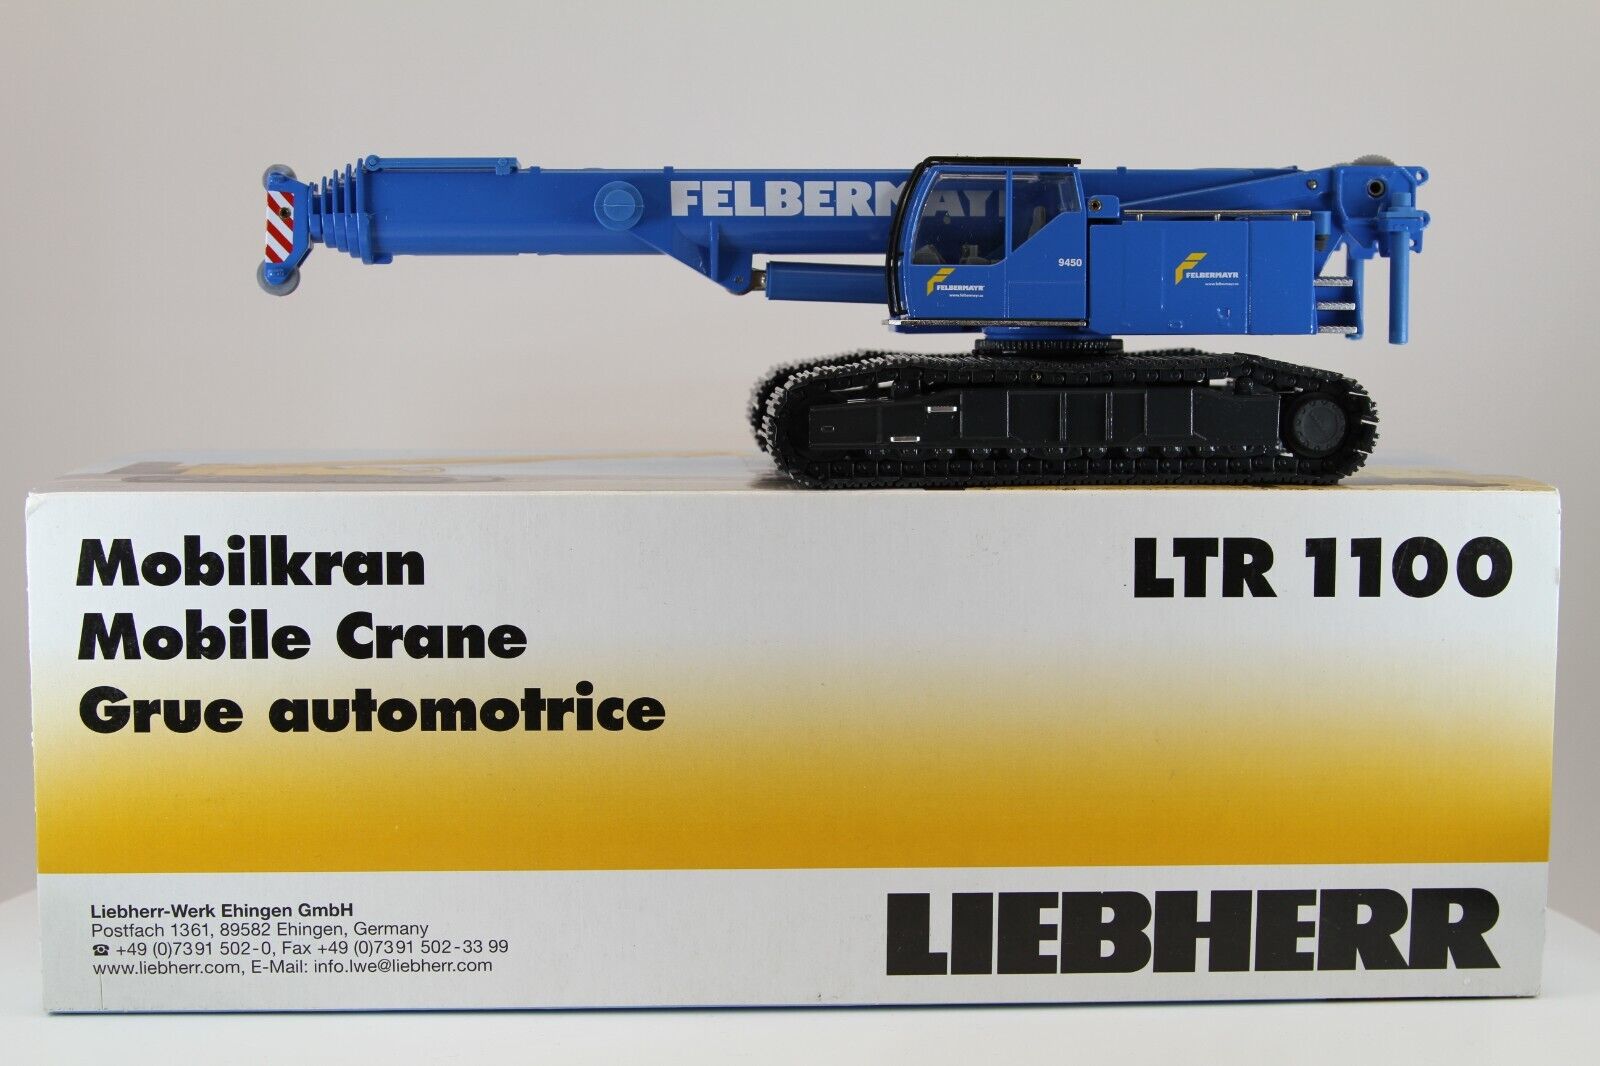 FELBERMAY
9450
FELBERMAYR
FELBERMAYR
Mobilkran
Mobile Crane
Grue automotrice
LTR 1100
Liebherr-Werk Ehingen GmbH
Postfach 1361, 89582 Ehingen, Germany
☎ +49 (0)7391 502-0, Fax +49 (0)7391 502-33 99
www.liebherr.com, E-Mail: info.lwe@liebherr.com
LIEBHERR